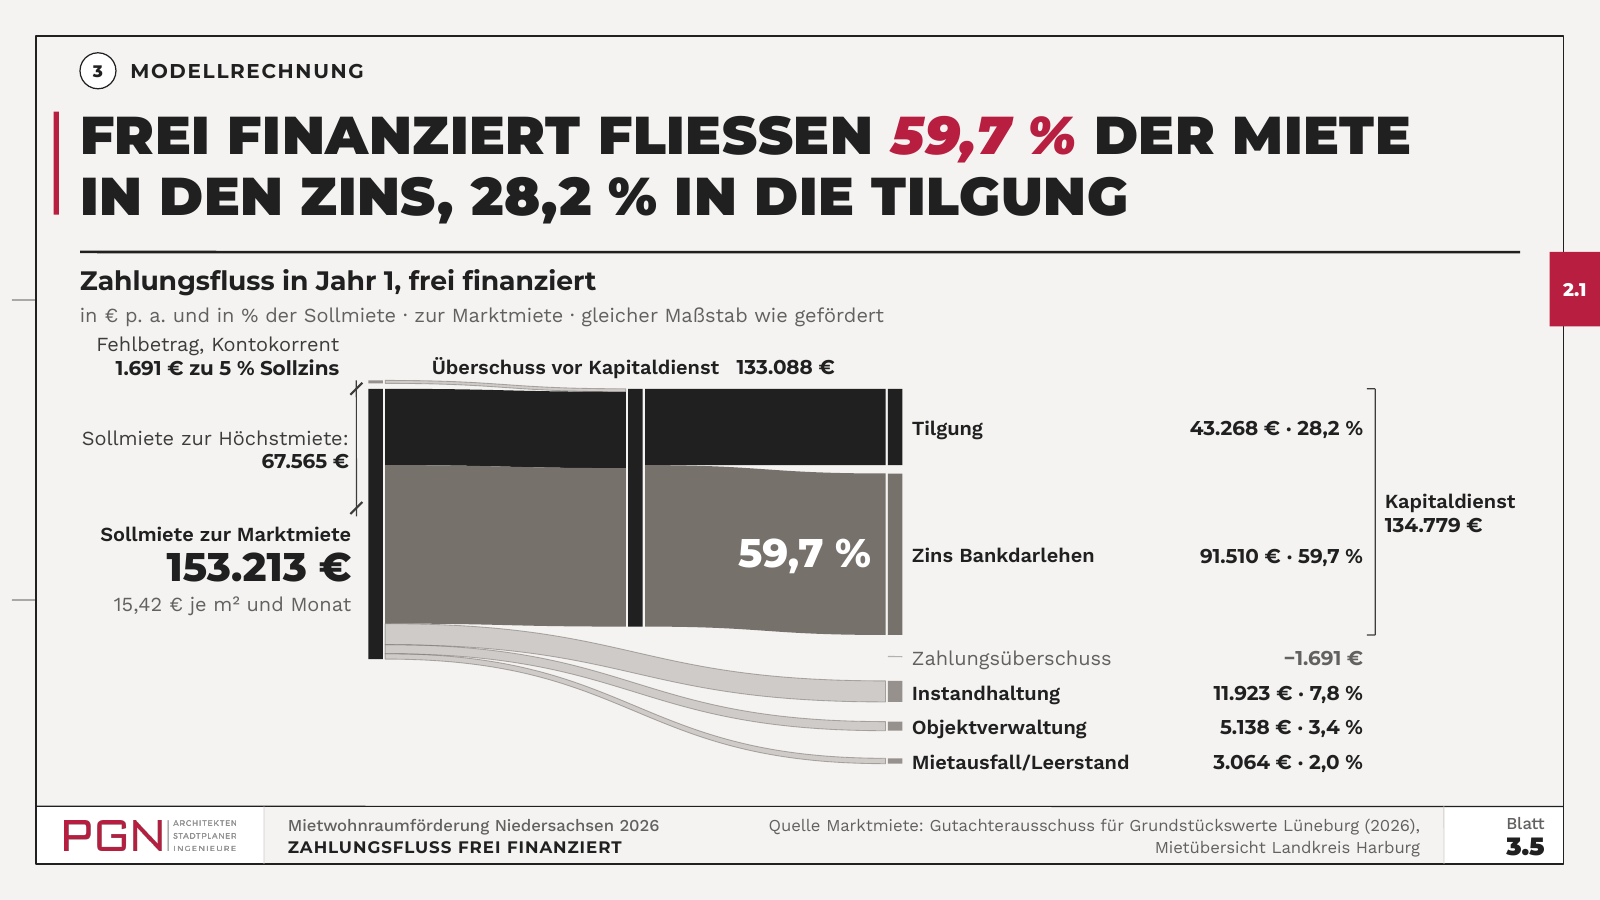 3 MODELLRECHNUNG
FREI FINANZIERT FLIESSEN 59,7 % DER MIETE
IN DEN ZINS, 28,2 % IN DIE TILGUNG
2.1
Zahlungsfluss in Jahr 1, frei finanziert
in € p. a. und in % der Sollmiete · zur Marktmiete · gleicher Maßstab wie gefördert
Fehlbetrag, Kontokorrent
1.691 € zu 5 % Sollzins
Überschuss vor Kapitaldienst 133.088 €
Sollmiete zur Höchstmiete:
67.565 €
Sollmiete zur Marktmiete
153.213 €
15,42 € je m² und Monat
59,7 %
Tilgung 43.268 € · 28,2 %
Zins Bankdarlehen 91.510 € · 59,7 %
Kapitaldienst
134.779 €
Zahlungsüberschuss −1.691 €
Instandhaltung 11.923 € · 7,8 %
Objektverwaltung 5.138 € · 3,4 %
Mietausfall/Leerstand 3.064 € · 2,0 %
PGN
ARCHITEKTEN
STADTPLANER
INGENIEURE
Mietwohnraumförderung Niedersachsen 2026
ZAHLUNGSFLUSS FREI FINANZIERT
Quelle Marktmiete: Gutachterausschuss für Grundstückswerte Lüneburg (2026),
Mietübersicht Landkreis Harburg
Blatt
3.5